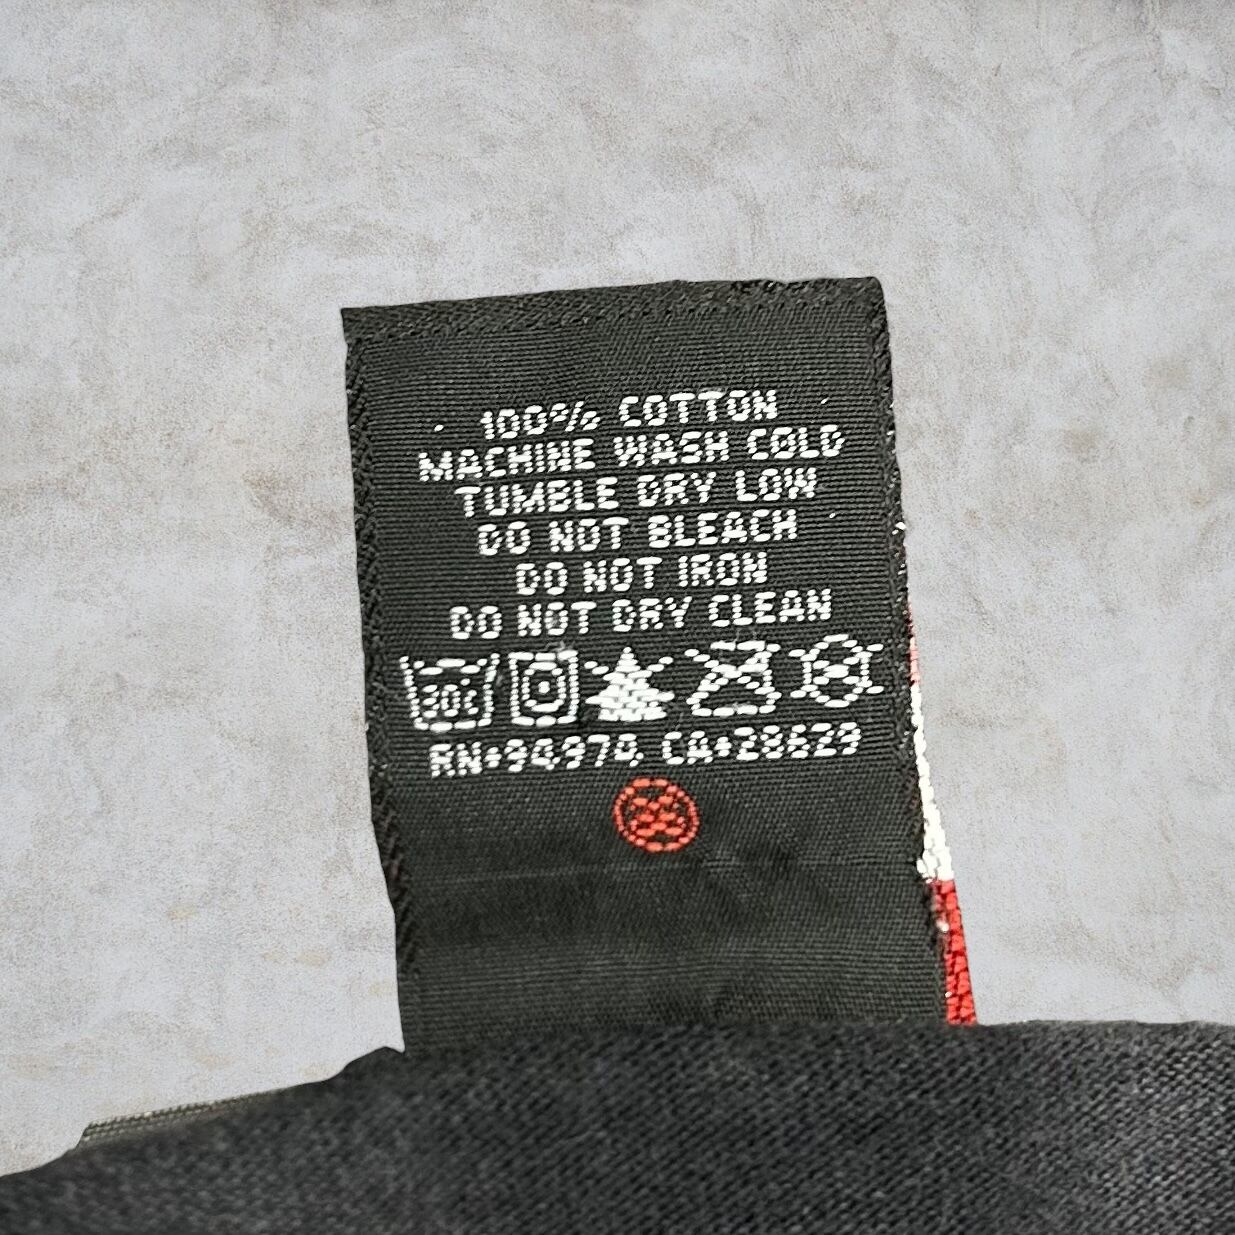 100% COTTON
MACHINE WASH COLD
TUMBLE DRY LOW
DO NOT BLEACH
DO NOT IRON
DO NOT DRY CLEAN
30C
RN#94974 CA#28629